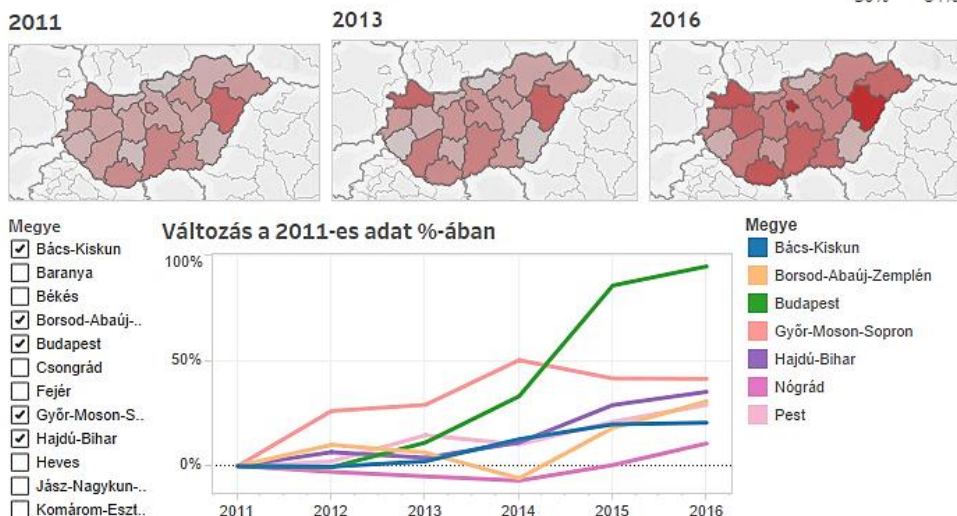 2011
2013
2016
Megye
Bács-Kiskun
Baranya
Békés
Borsod-Abaúj-..
Budapest
Csongrád
Fejér
Győr-Moson-S..
Hajdú-Bihar
Heves
Jász-Nagykun-..
Komárom-Eszt..
Változás a 2011-es adat %-ában
100%
50%
0%
2011 2012 2013 2014 2015 2016
Megye
Bács-Kiskun
Borsod-Abaúj-Zemplén
Budapest
Győr-Moson-Sopron
Hajdú-Bihar
Nógrád
Pest